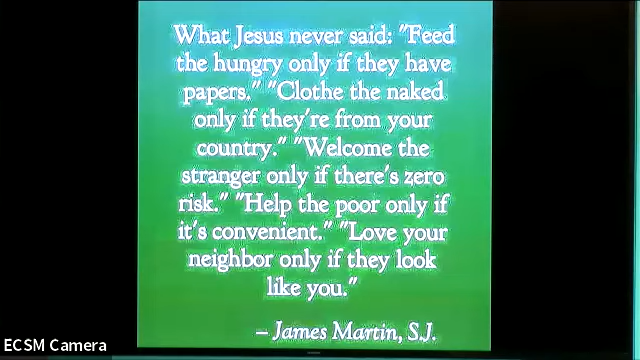 What Jesus never said: "Feed
the hungry only if they have
papers." "Clothe the naked
only if they're from your
country." "Welcome the
stranger only if there's zero
risk." "Help the poor only if
it's convenient." "Love your
neighbor only if they look
like you."
– James Martin, S.J.
ECSM Camera